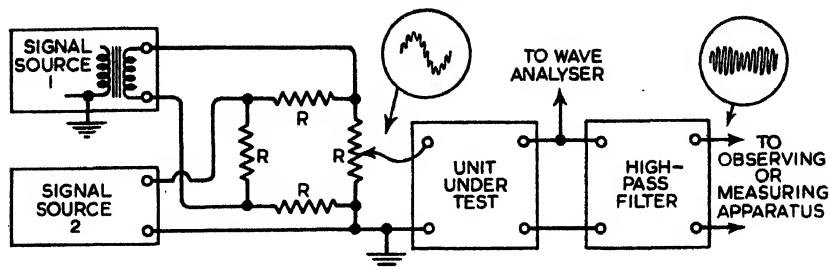 SIGNAL
SOURCE
1
SIGNAL
SOURCE
2
R
R
R
R
UNIT
UNDER
TEST
TO WAVE
ANALYSER
HIGH-
PASS
FILTER
TO
OBSERVING
OR
MEASURING
APPARATUS